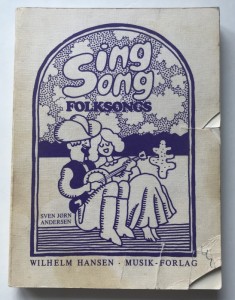 Sing
Song
FOLKSONGS
SVEN JØRN
ANDERSEN
WILHELM HANSEN · MUSIK-FORLAG